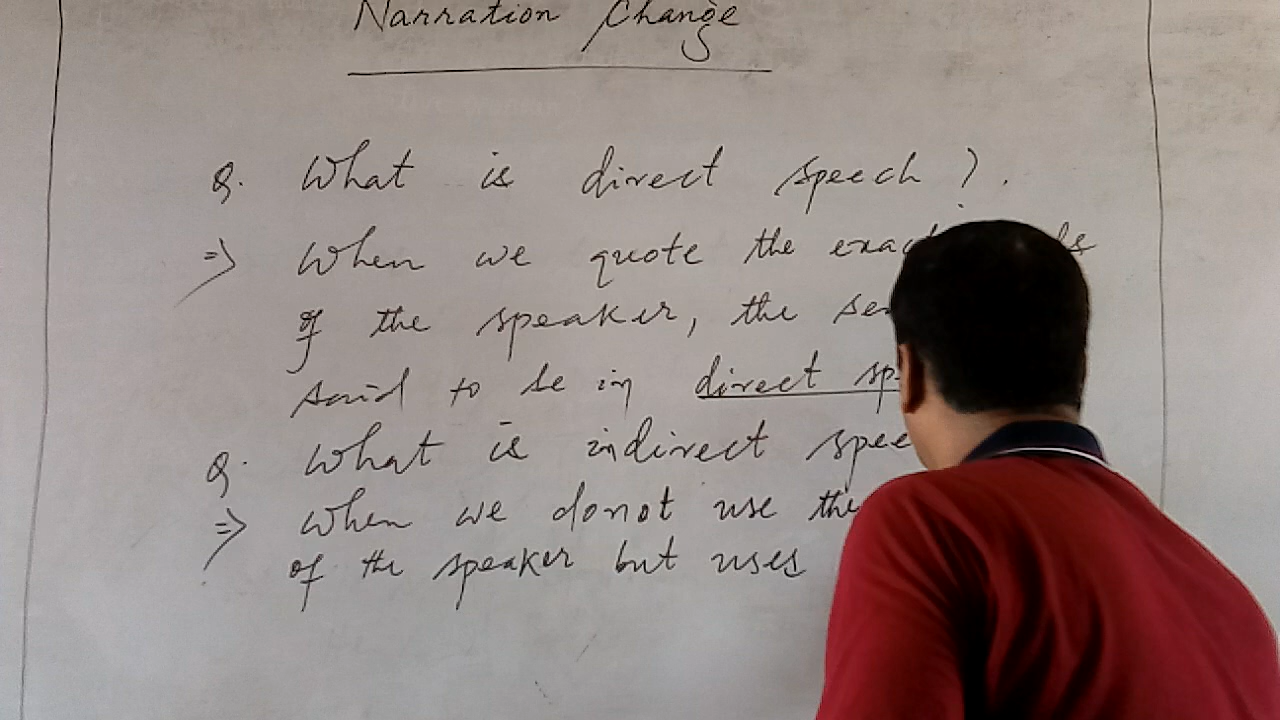 Narration Change
Q. What is direct speech ?.
=> When we quote the exact
of the speaker, the
said to be in direct
Q. What is indirect
=> When we donot use the
of the speaker but uses